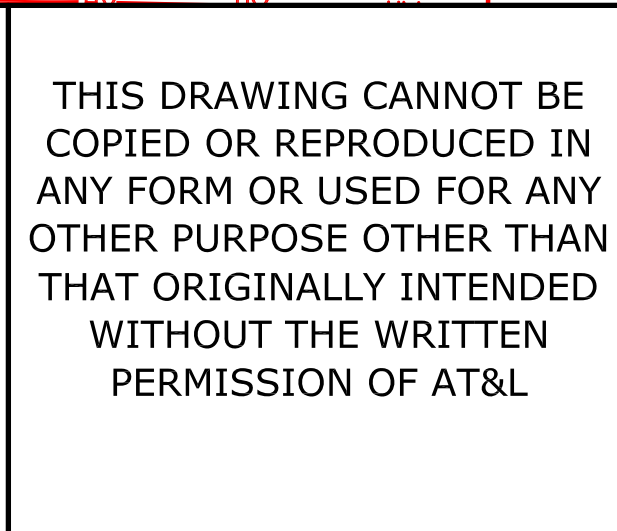 THIS DRAWING CANNOT BE
COPIED OR REPRODUCED IN
ANY FORM OR USED FOR ANY
OTHER PURPOSE OTHER THAN
THAT ORIGINALLY INTENDED
WITHOUT THE WRITTEN
PERMISSION OF AT&L